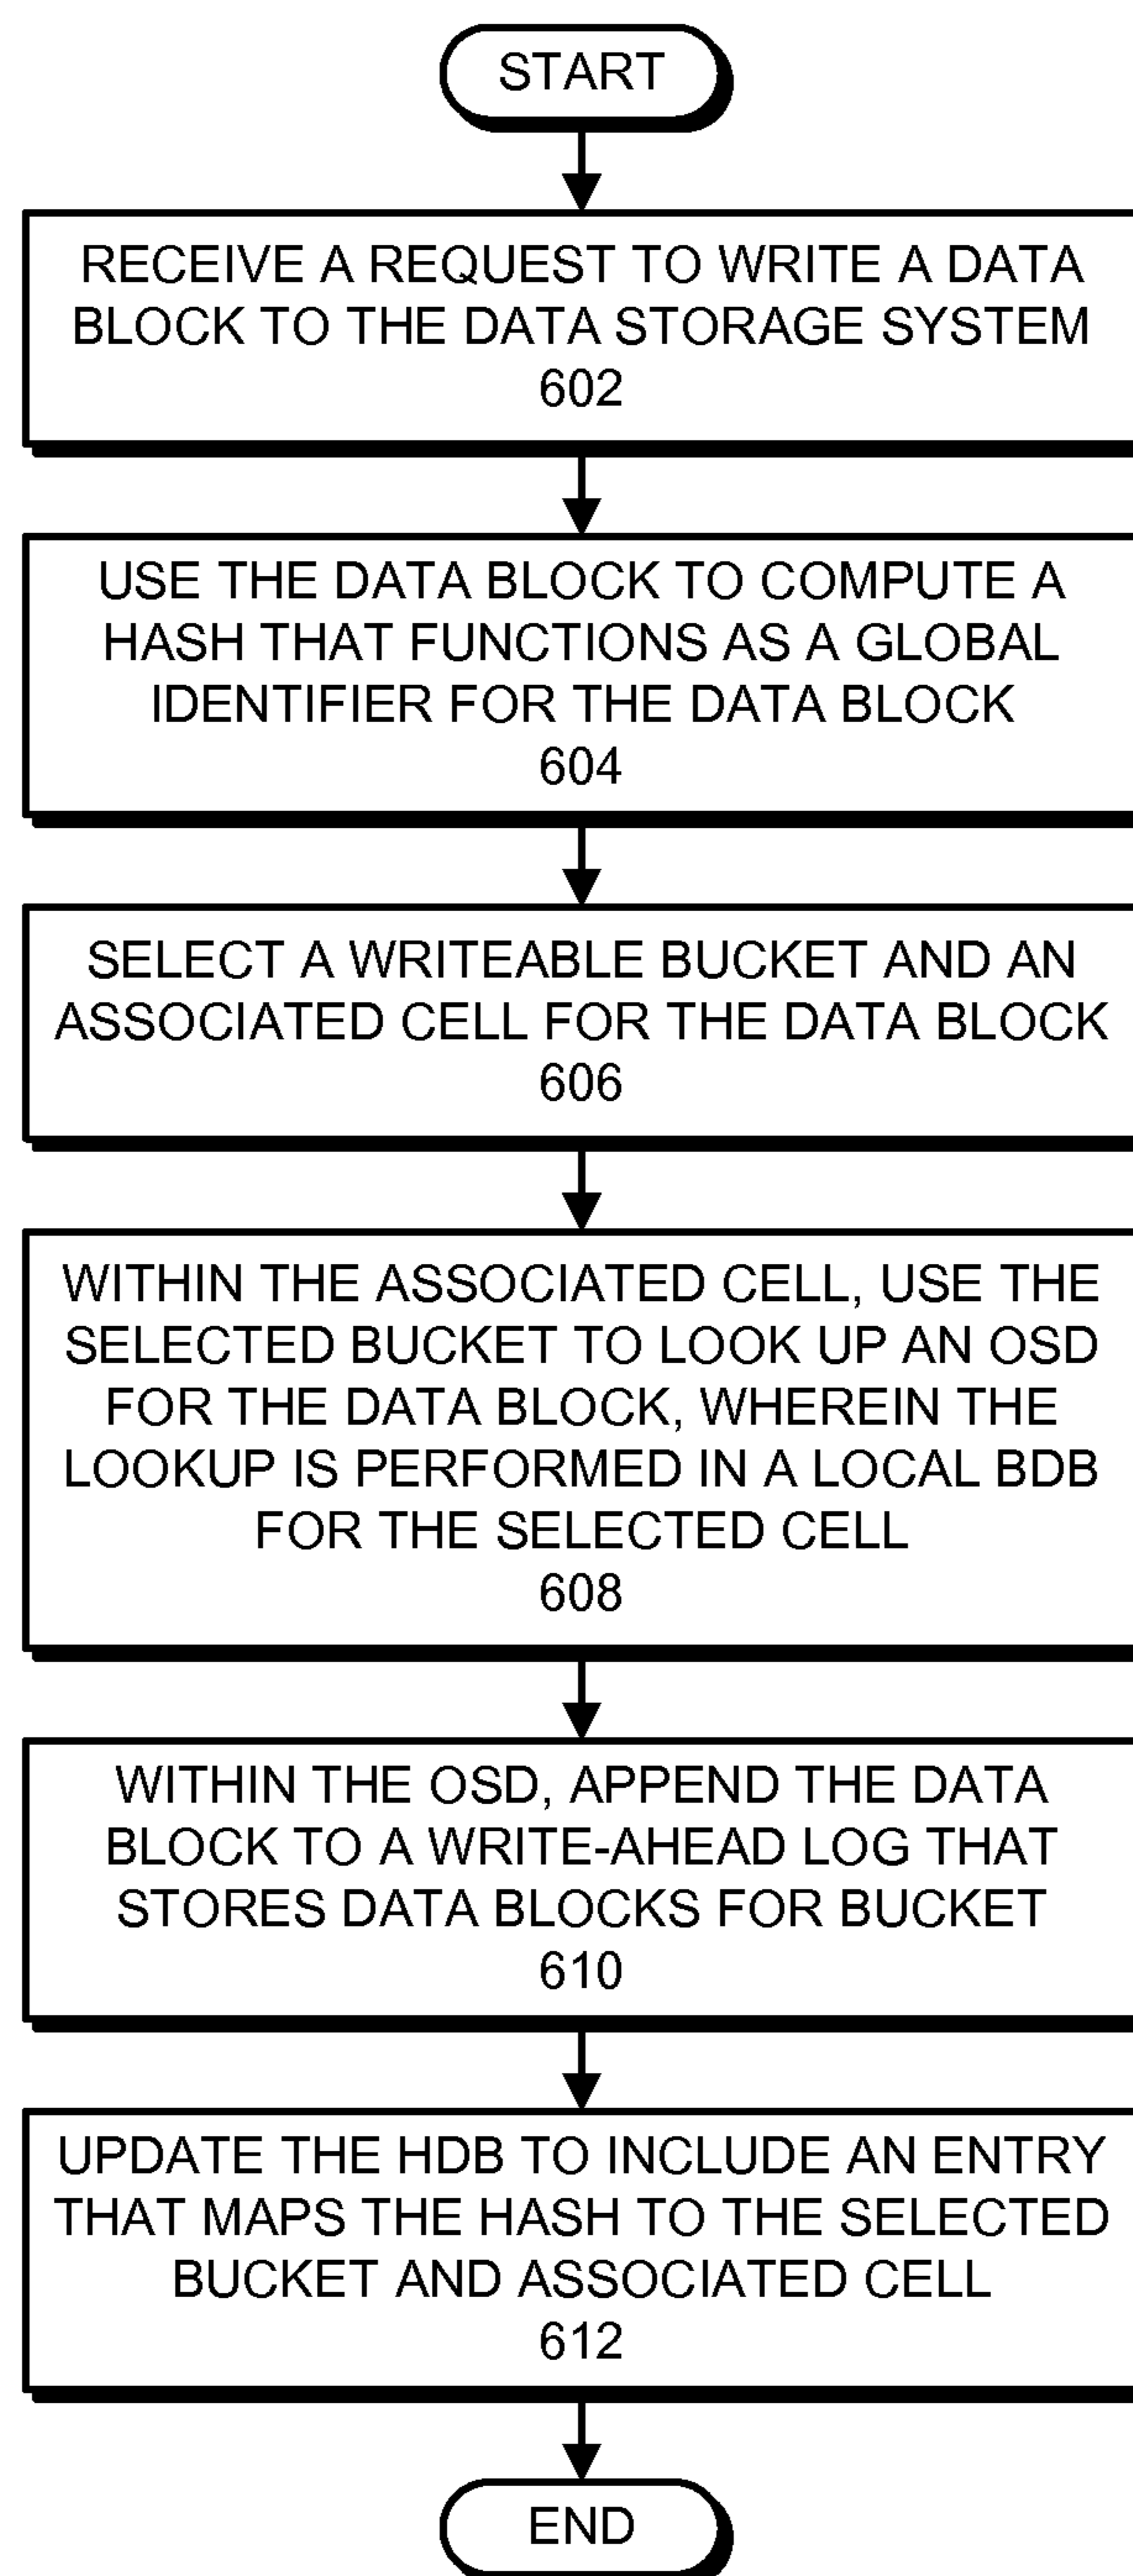 START
RECEIVE A REQUEST TO WRITE A DATA
BLOCK TO THE DATA STORAGE SYSTEM
602
USE THE DATA BLOCK TO COMPUTE A
HASH THAT FUNCTIONS AS A GLOBAL
IDENTIFIER FOR THE DATA BLOCK
604
SELECT A WRITEABLE BUCKET AND AN
ASSOCIATED CELL FOR THE DATA BLOCK
606
WITHIN THE ASSOCIATED CELL, USE THE
SELECTED BUCKET TO LOOK UP AN OSD
FOR THE DATA BLOCK, WHEREIN THE
LOOKUP IS PERFORMED IN A LOCAL BDB
FOR THE SELECTED CELL
608
WITHIN THE OSD, APPEND THE DATA
BLOCK TO A WRITE-AHEAD LOG THAT
STORES DATA BLOCKS FOR BUCKET
610
UPDATE THE HDB TO INCLUDE AN ENTRY
THAT MAPS THE HASH TO THE SELECTED
BUCKET AND ASSOCIATED CELL
612
END